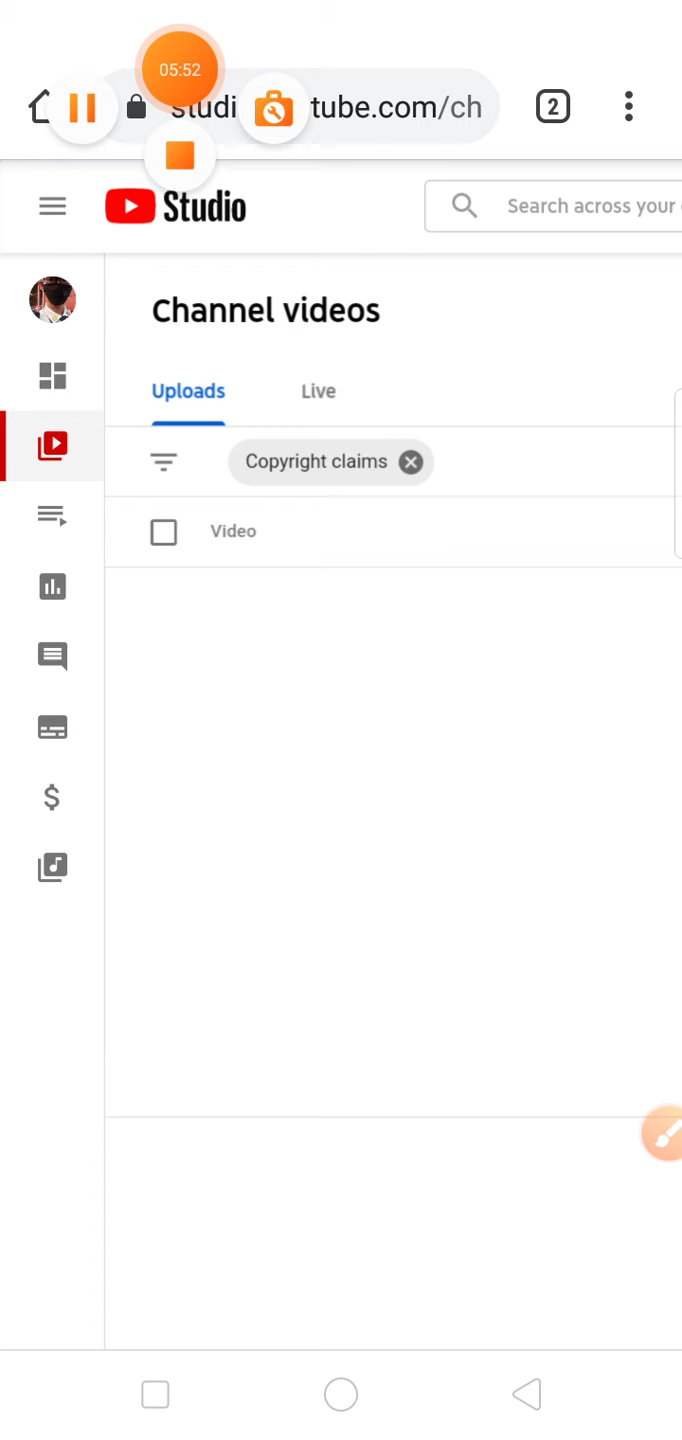 05:52
studi tube.com/ch
2
Studio
Search across your
Channel videos
Uploads
Live
Copyright claims
Video